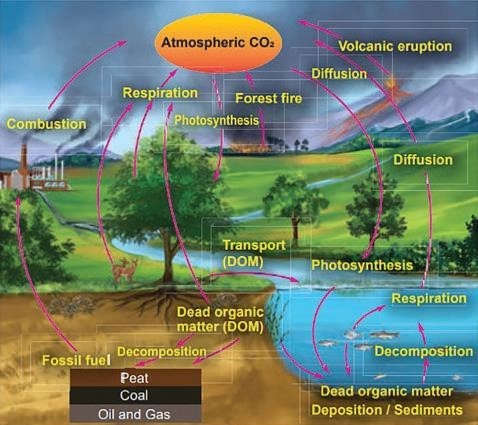 Atmospheric CO₂
Volcanic eruption
Diffusion
Respiration
Forest fire
Photosynthesis
Combustion
Diffusion
Transport
(DOM)
Photosynthesis
Respiration
Dead organic
matter (DOM)
Decomposition
Fossil fuel
Decomposition
Peat
Coal
Oil and Gas
Dead organic matter
Deposition / Sediments